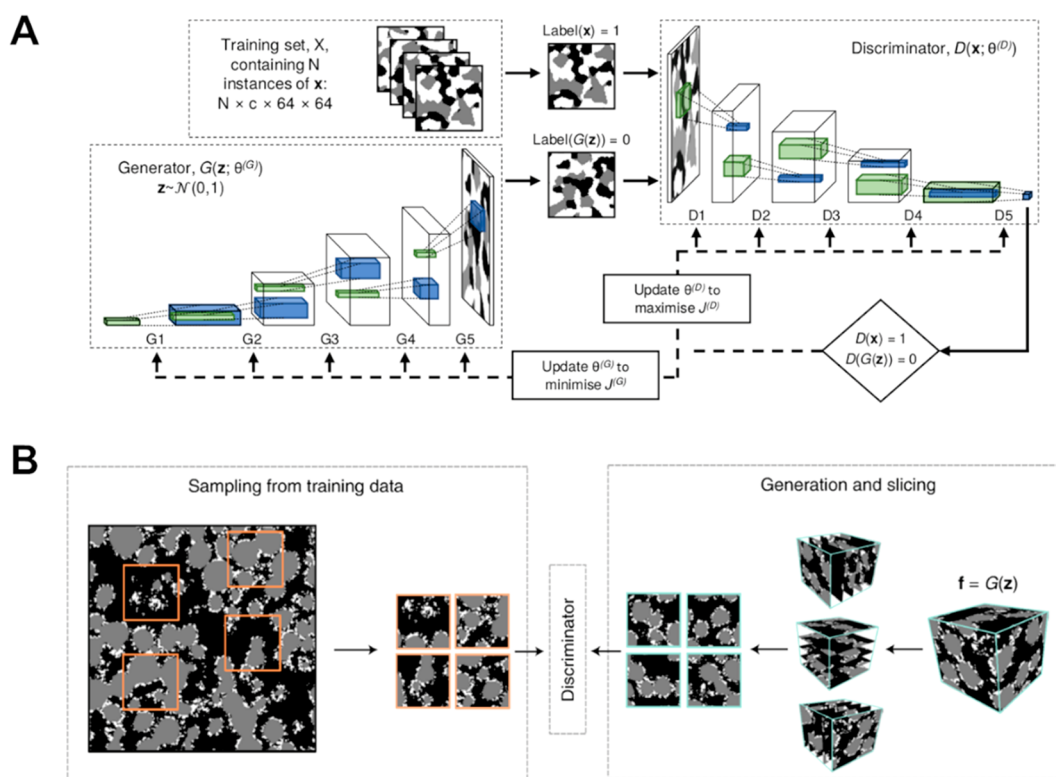 A
Training set, X,
containing N
instances of x:
N × c × 64 × 64
Label(x) = 1
Discriminator, D(x; θ(D))
Label(G(z)) = 0
Generator, G(z; θ(G))
z~𝒩(0,1)
D1 D2 D3 D4 D5
G1 G2 G3 G4 G5
Update θ(D) to
maximise J(D)
D(x) = 1
D(G(z)) = 0
Update θ(G) to
minimise J(G)
B
Sampling from training data
Generation and slicing
Discriminator
f = G(z)